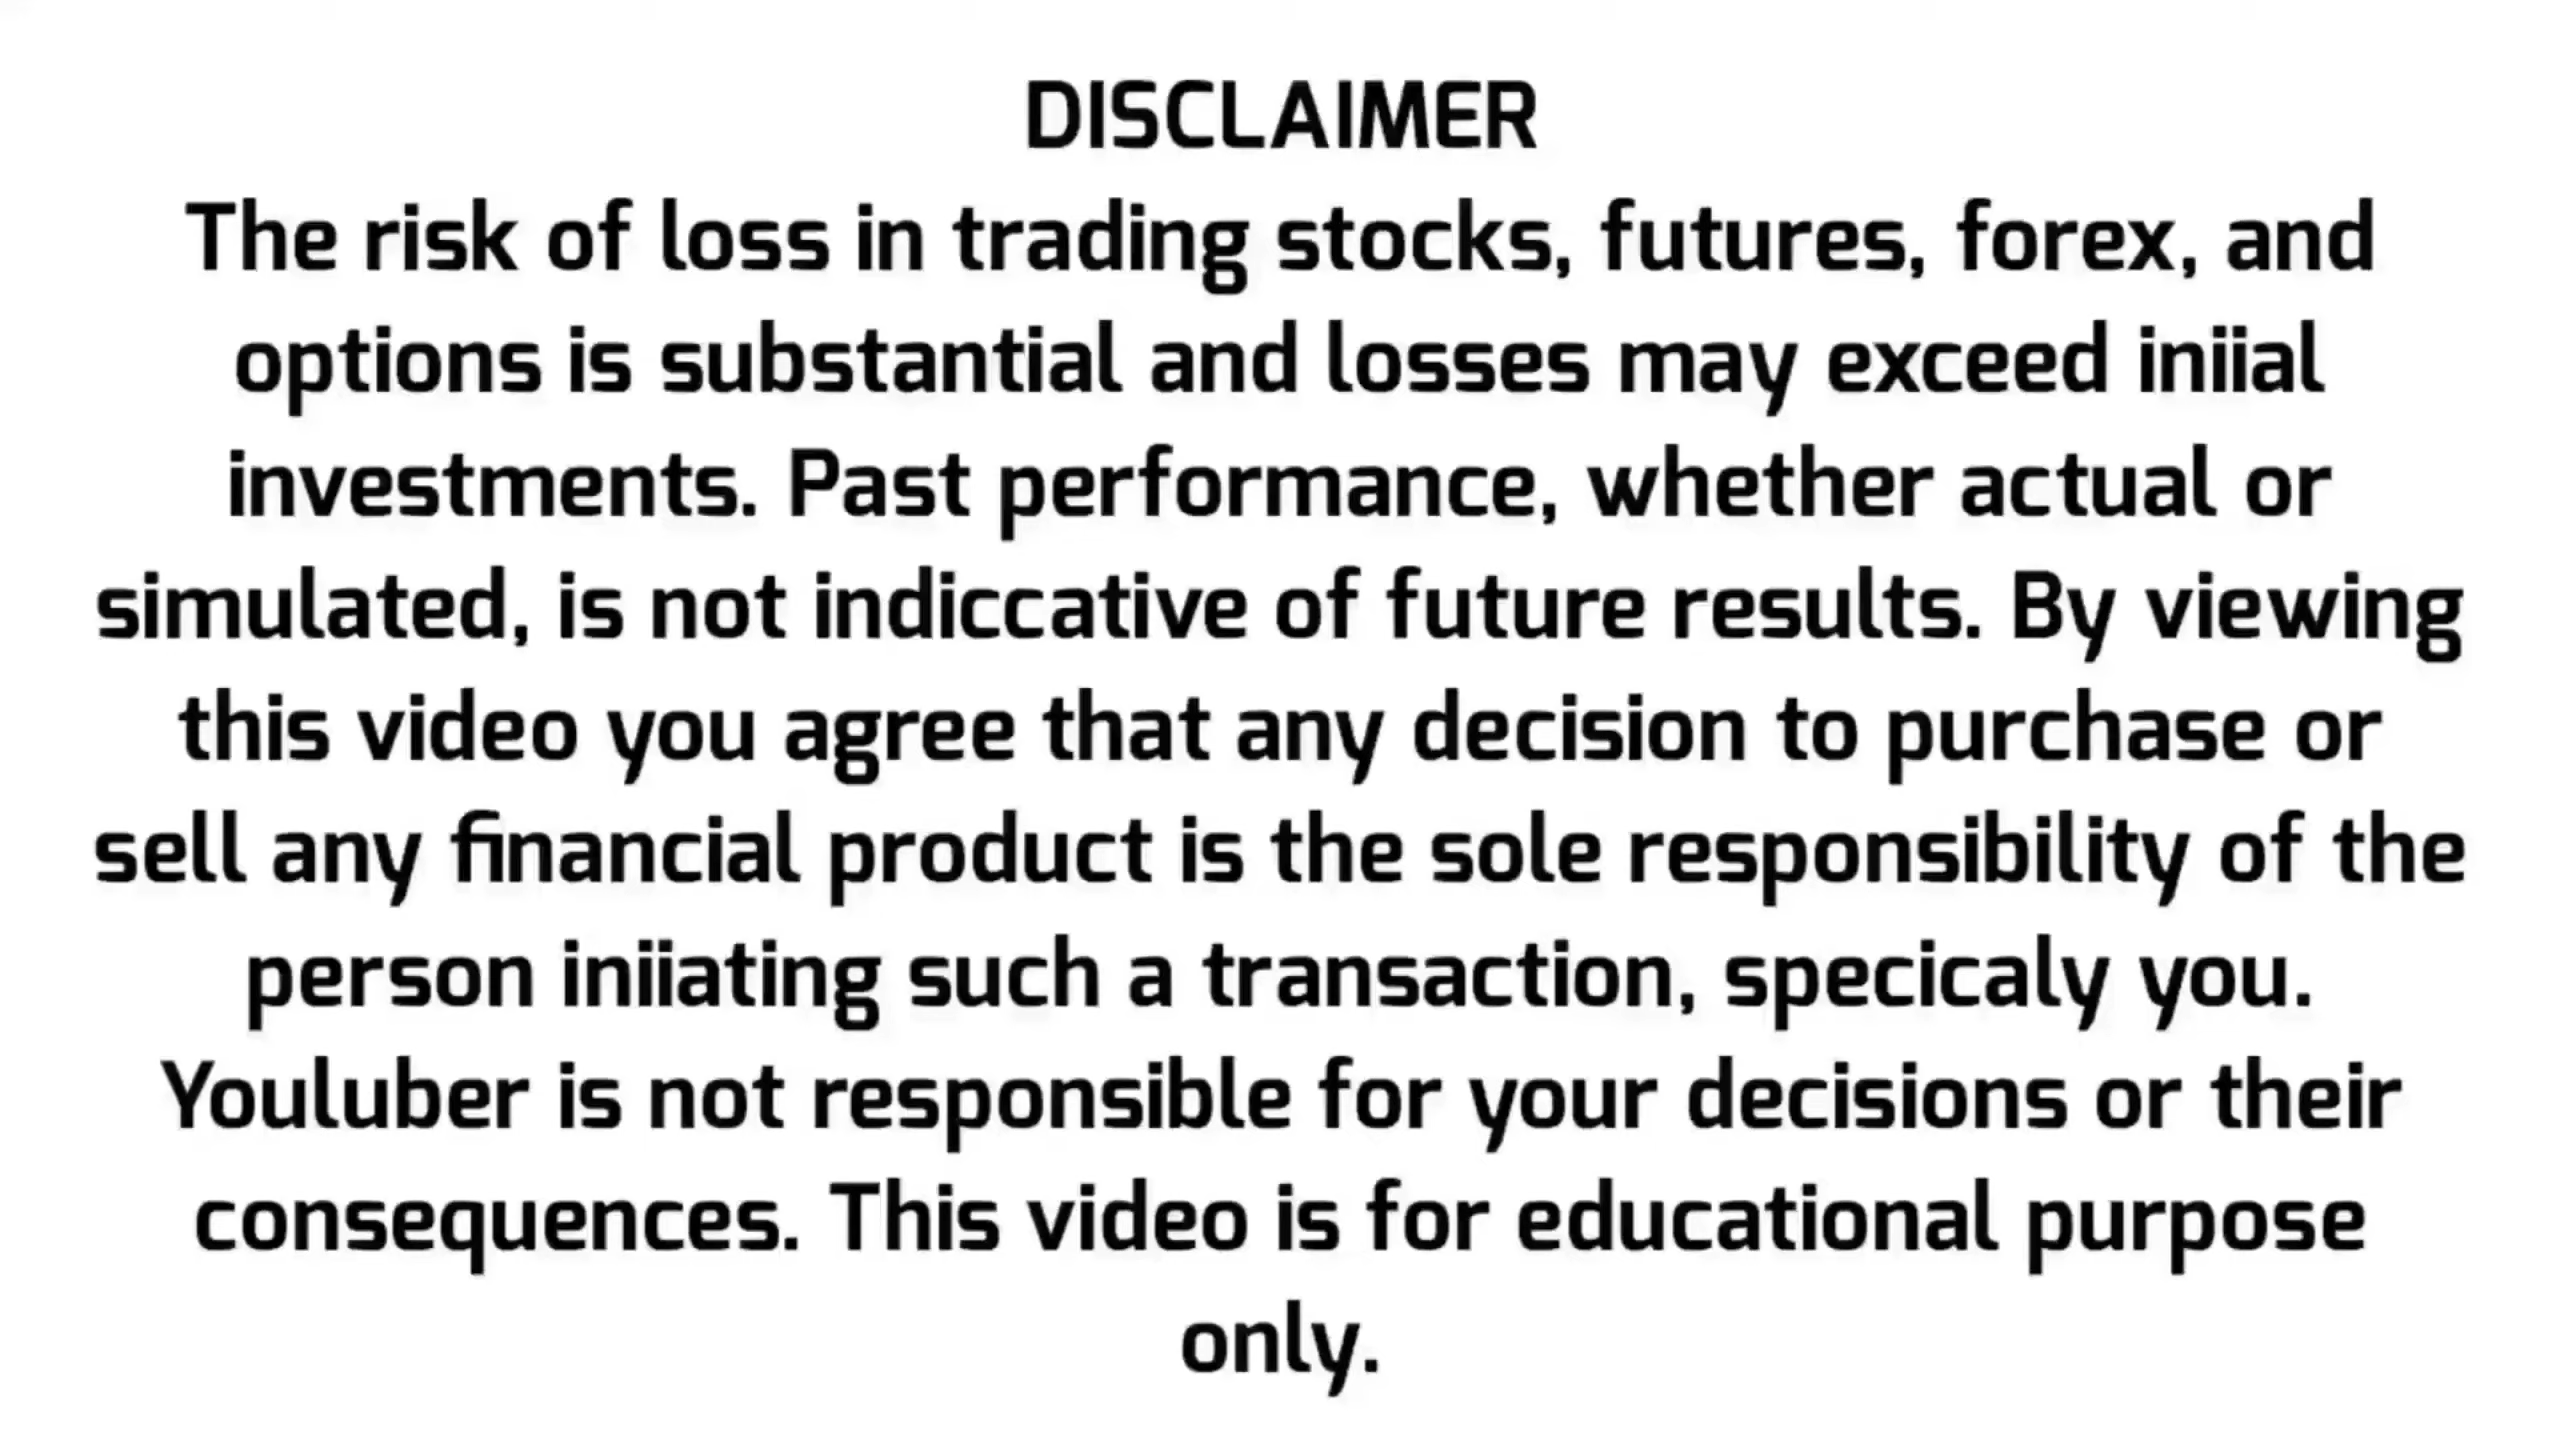 DISCLAIMER
The risk of loss in trading stocks, futures, forex, and
options is substantial and losses may exceed iniial
investments. Past performance, whether actual or
simulated, is not indiccative of future results. By viewing
this video you agree that any decision to purchase or
sell any financial product is the sole responsibility of the
person iniiating such a transaction, specicaly you.
Youluber is not responsible for your decisions or their
consequences. This video is for educational purpose
only.